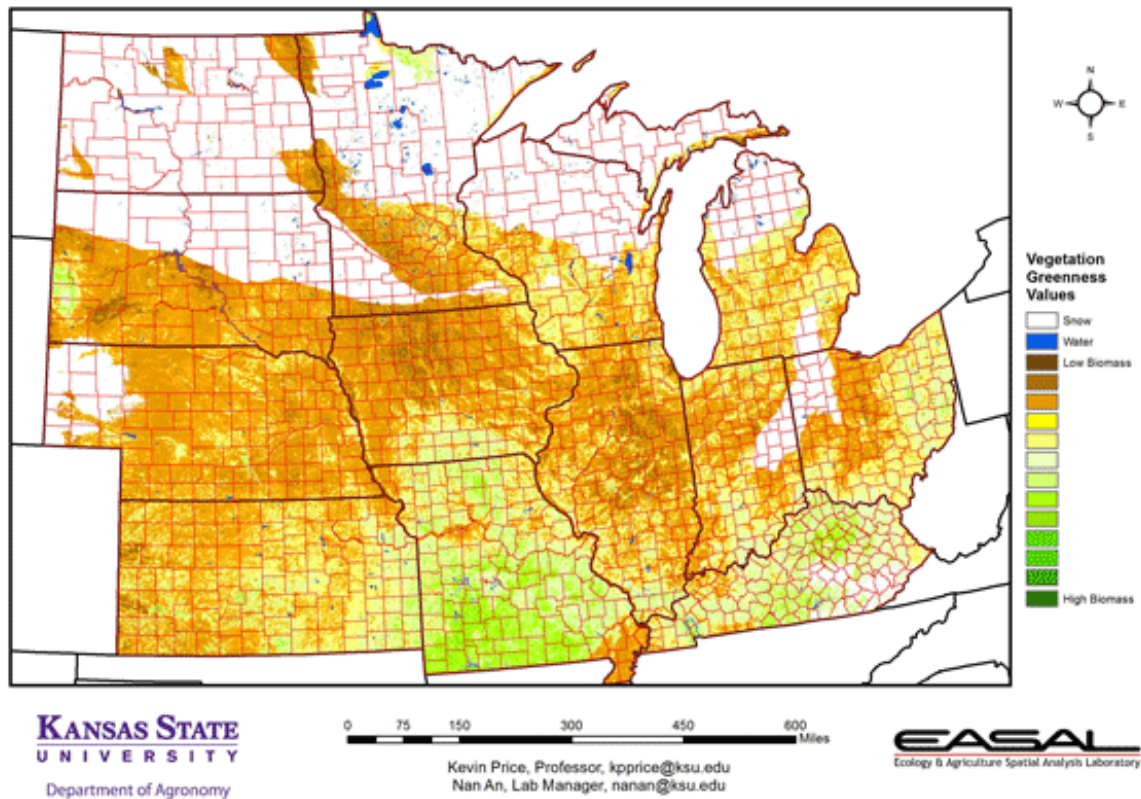 N
W E
S
Vegetation
Greenness
Values
Snow
Water
Low Biomass
High Biomass
KANSAS STATE
UNIVERSITY
Department of Agronomy
0 75 150 300 450 600
Miles
Kevin Price, Professor, kpprice@ksu.edu
Nan An, Lab Manager, nanan@ksu.edu
EASAL
Ecology & Agriculture Spatial Analysis Laboratory